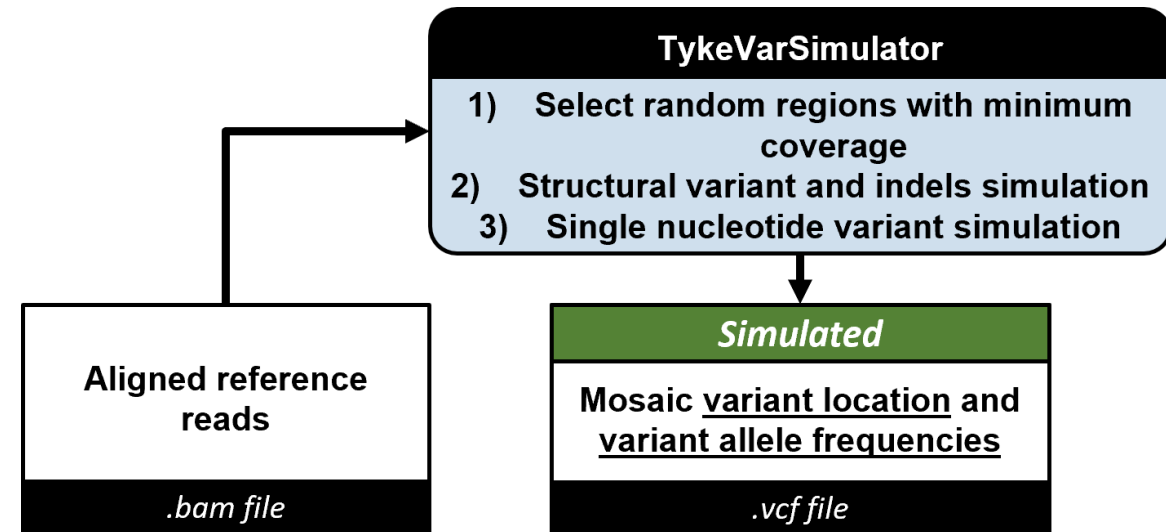 TykeVarSimulator
1) Select random regions with minimum
coverage
2) Structural variant and indels simulation
3) Single nucleotide variant simulation
Aligned reference
reads
.bam file
Simulated
Mosaic variant location and
variant allele frequencies
.vcf file